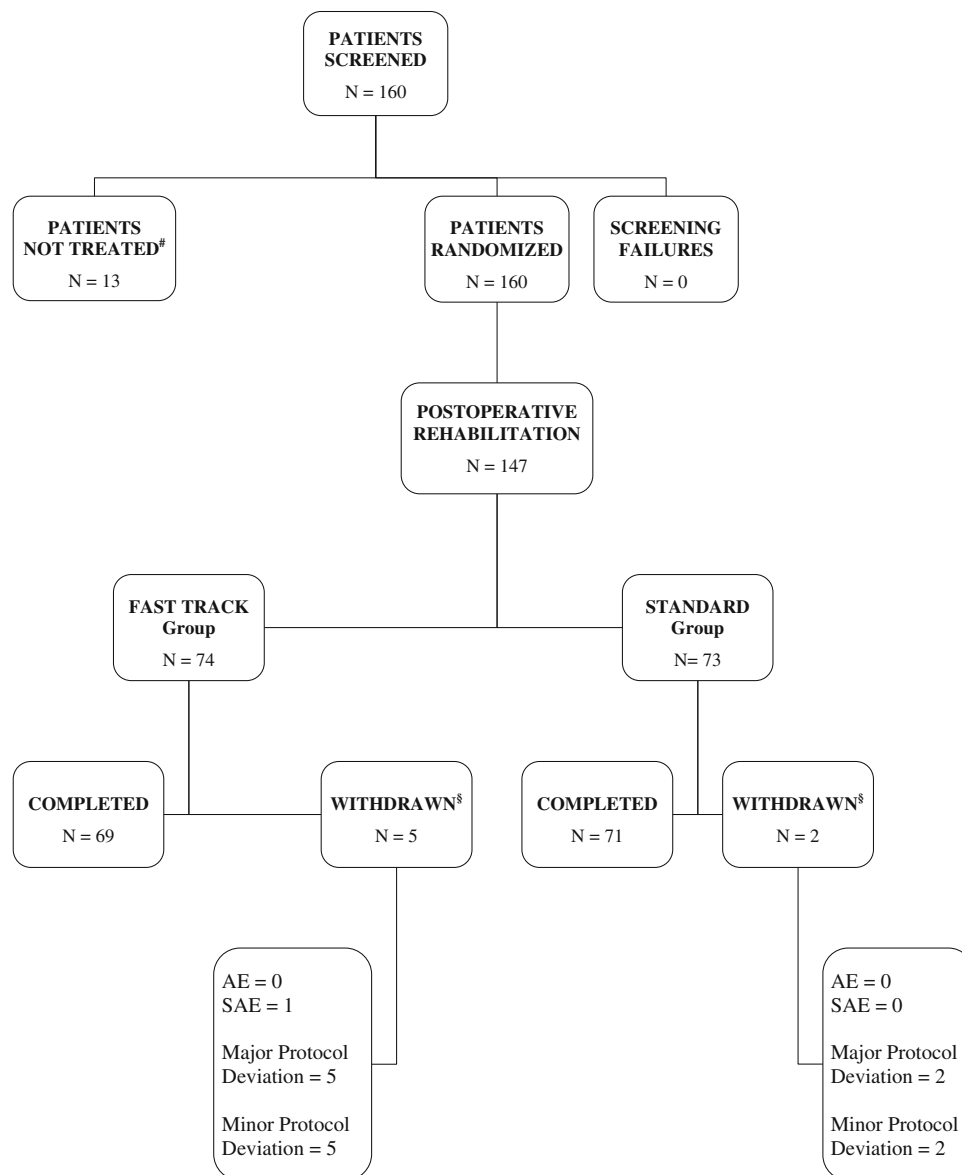 PATIENTS
SCREENED
N = 160
PATIENTS
NOT TREATED#
N = 13
PATIENTS
RANDOMIZED
N = 160
SCREENING
FAILURES
N = 0
POSTOPERATIVE
REHABILITATION
N = 147
FAST TRACK
Group
N = 74
STANDARD
Group
N= 73
COMPLETED
N = 69
WITHDRAWN§
N = 5
COMPLETED
N = 71
WITHDRAWN§
N = 2
AE = 0
SAE = 1
Major Protocol
Deviation = 5
Minor Protocol
Deviation = 5
AE = 0
SAE = 0
Major Protocol
Deviation = 2
Minor Protocol
Deviation = 2